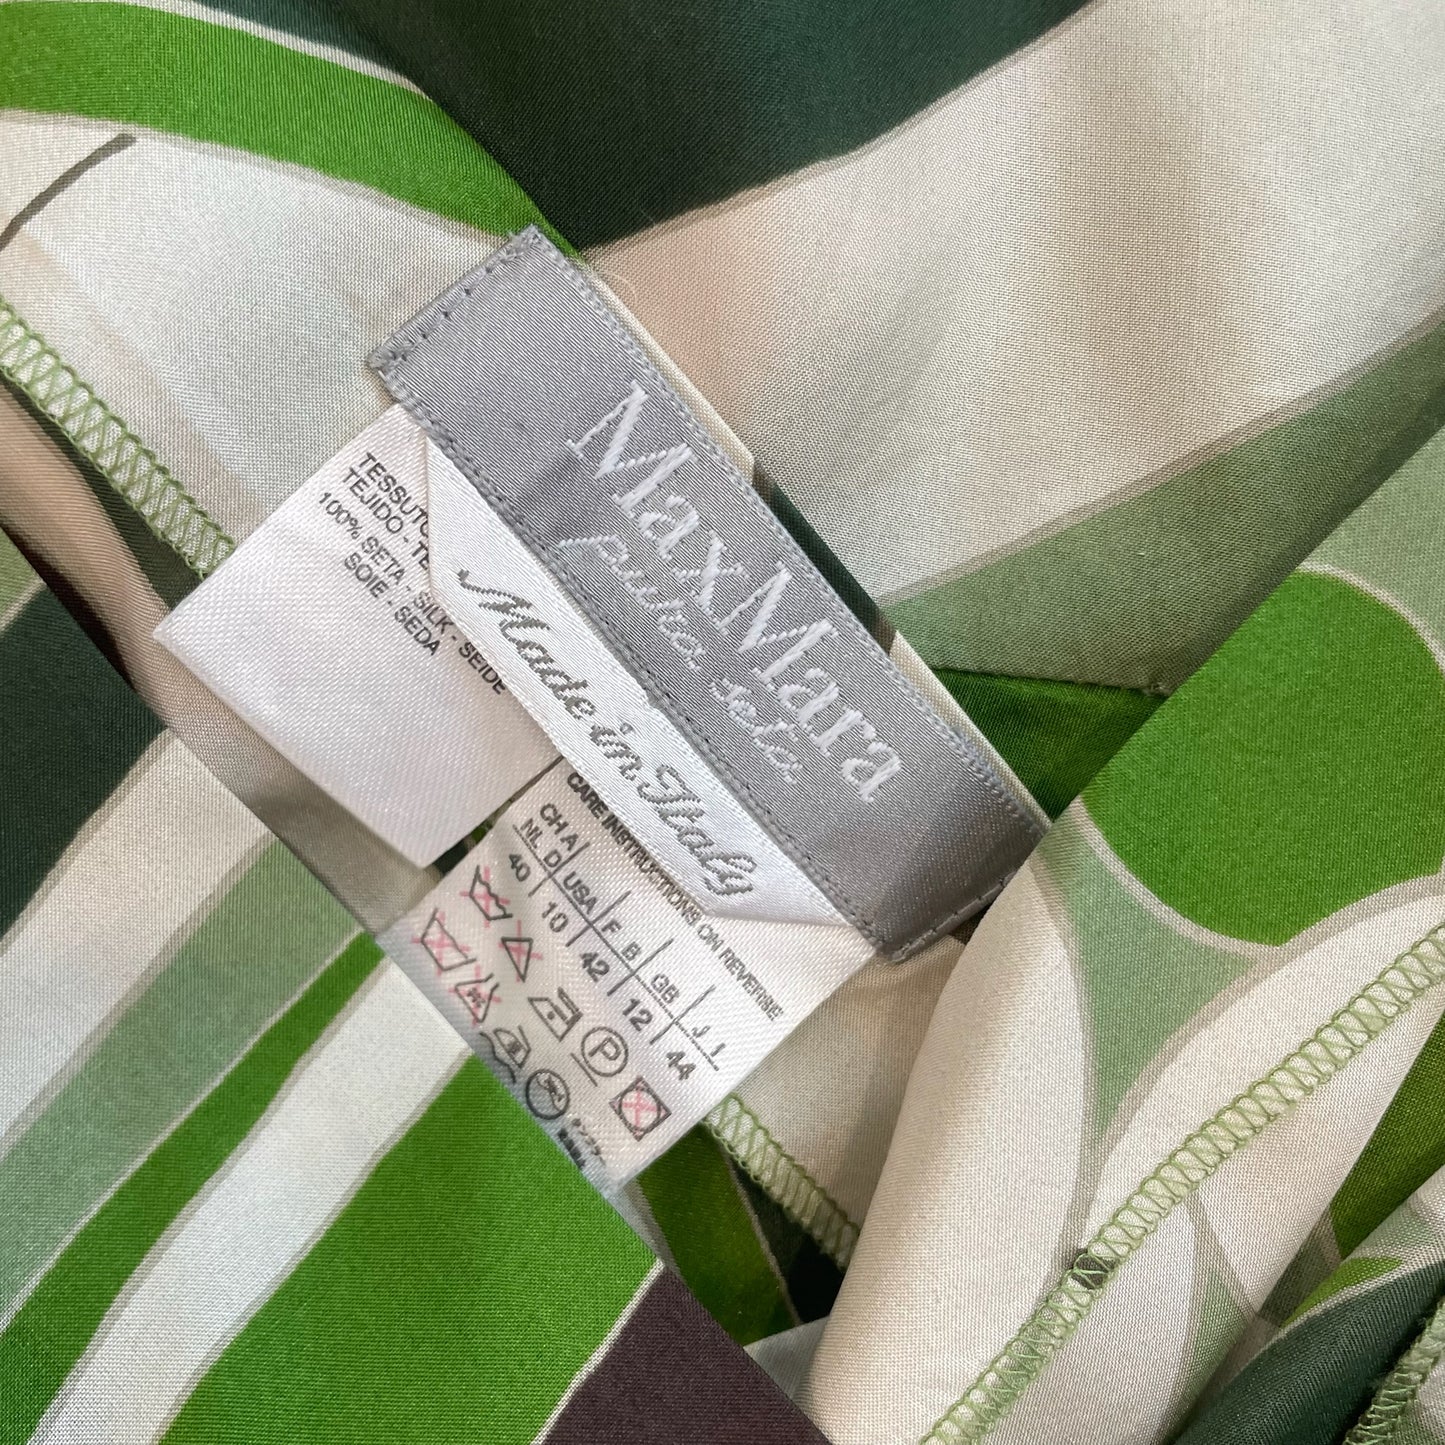 MaxMara
Pura seta
Made in Italy
TESSUTO
TEJIDO - TE
100% SETA - SILK - SEIDE
SOIE - SEDA
CARE INSTRUCTIONS ON REVERSE
CH A F B GB J I
NL D USA
40 10 42 12 44
P